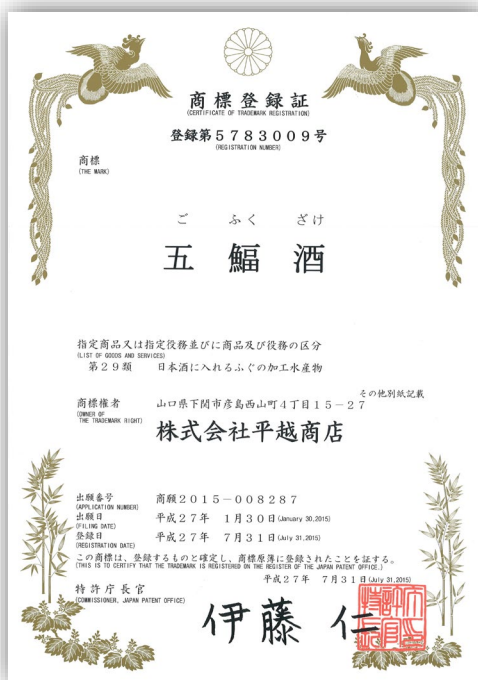 商標登録証
(CERTIFICATE OF TRADEMARK REGISTRATION)
登録第5783009号
(REGISTRATION NUMBER)
商標
(THE MARK)
ご ふく ざけ
五鰏酒
指定商品又は指定役務並びに商品及び役務の区分
(LIST OF GOODS AND SERVICES)
第29類 日本酒に入れるふぐの加工水産物
その他別紙記載
商標権者 山口県下関市彦島西山町4丁目15-27
(OWNER OF THE TRADEMARK RIGHT)
株式会社平越商店
出願番号 商願2015-008287
(APPLICATION NUMBER)
出願日 平成27年 1月30日(January 30,2015)
(FILING DATE)
登録日 平成27年 7月31日(July 31,2015)
(REGISTRATION DATE)
この商標は、登録するものと確定し、商標原簿に登録されたことを証する。
(THIS IS TO CERTIFY THAT THE TRADEMARK IS REGISTERED ON THE REGISTER OF THE JAPAN PATENT OFFICE.)
平成27年 7月31日(July 31,2015)
特許庁長官
(COMMISSIONER, JAPAN PATENT OFFICE)
伊藤 仁